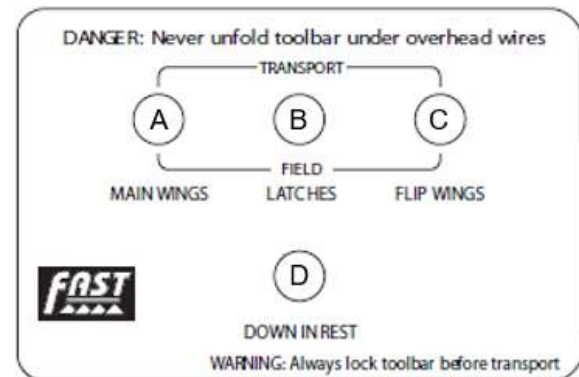 DANGER: Never unfold toolbar under overhead wires
TRANSPORT
A B C
FIELD
MAIN WINGS LATCHES FLIP WINGS
D
FAST
DOWN IN REST
WARNING: Always lock toolbar before transport